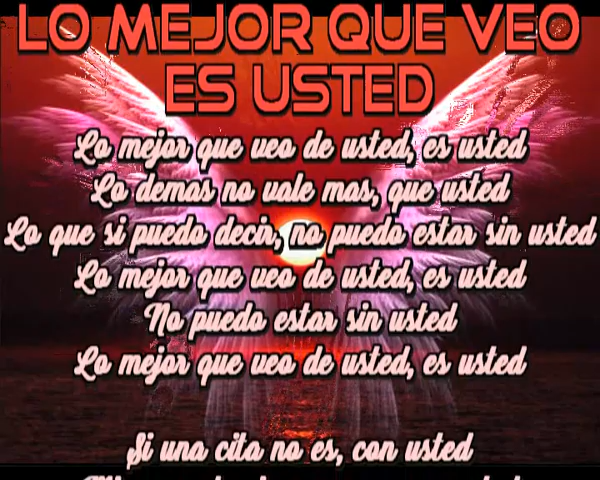 LO MEJOR QUE VEO
ES USTED
Lo mejor que veo de usted, es usted
Lo demas no vale mas, que usted
Lo que si puedo decir, no puedo estar sin usted
Lo mejor que veo de usted, es usted
No puedo estar sin usted
Lo mejor que veo de usted, es usted
Si una cita no es, con usted